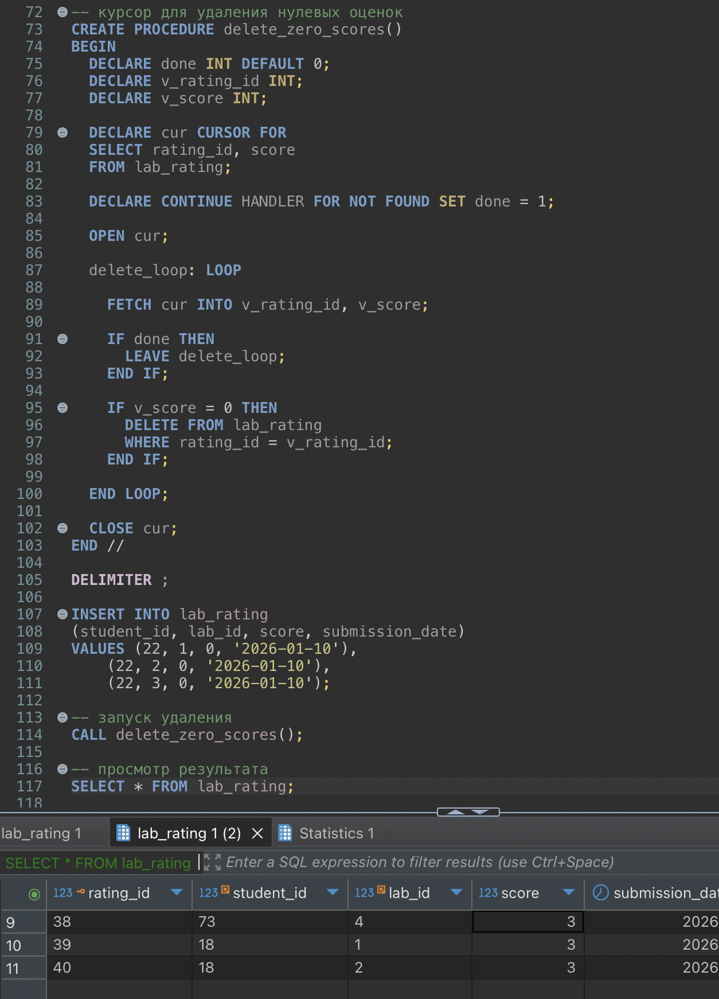 72 -- курсор для удаления нулевых оценок
73 CREATE PROCEDURE delete_zero_scores()
74 BEGIN
75 DECLARE done INT DEFAULT 0;
76 DECLARE v_rating_id INT;
77 DECLARE v_score INT;
78
79 DECLARE cur CURSOR FOR
80 SELECT rating_id, score
81 FROM lab_rating;
82
83 DECLARE CONTINUE HANDLER FOR NOT FOUND SET done = 1;
84
85 OPEN cur;
86
87 delete_loop: LOOP
88
89 FETCH cur INTO v_rating_id, v_score;
90
91 IF done THEN
92 LEAVE delete_loop;
93 END IF;
94
95 IF v_score = 0 THEN
96 DELETE FROM lab_rating
97 WHERE rating_id = v_rating_id;
98 END IF;
99
100 END LOOP;
101
102 CLOSE cur;
103 END //
104
105 DELIMITER ;
106
107 INSERT INTO lab_rating
108 (student_id, lab_id, score, submission_date)
109 VALUES (22, 1, 0, '2026-01-10'),
110 (22, 2, 0, '2026-01-10'),
111 (22, 3, 0, '2026-01-10');
112
113 -- запуск удаления
114 CALL delete_zero_scores();
115
116 -- просмотр результата
117 SELECT * FROM lab_rating;
118
lab_rating 1 lab_rating 1 (2) Statistics 1
SELECT * FROM lab_rating Enter a SQL expression to filter results (use Ctrl+Space)
123 rating_id 123 student_id 123 lab_id 123 score submission_dat
9 38 73 4 3 2026
10 39 18 1 3 2026
11 40 18 2 3 2026